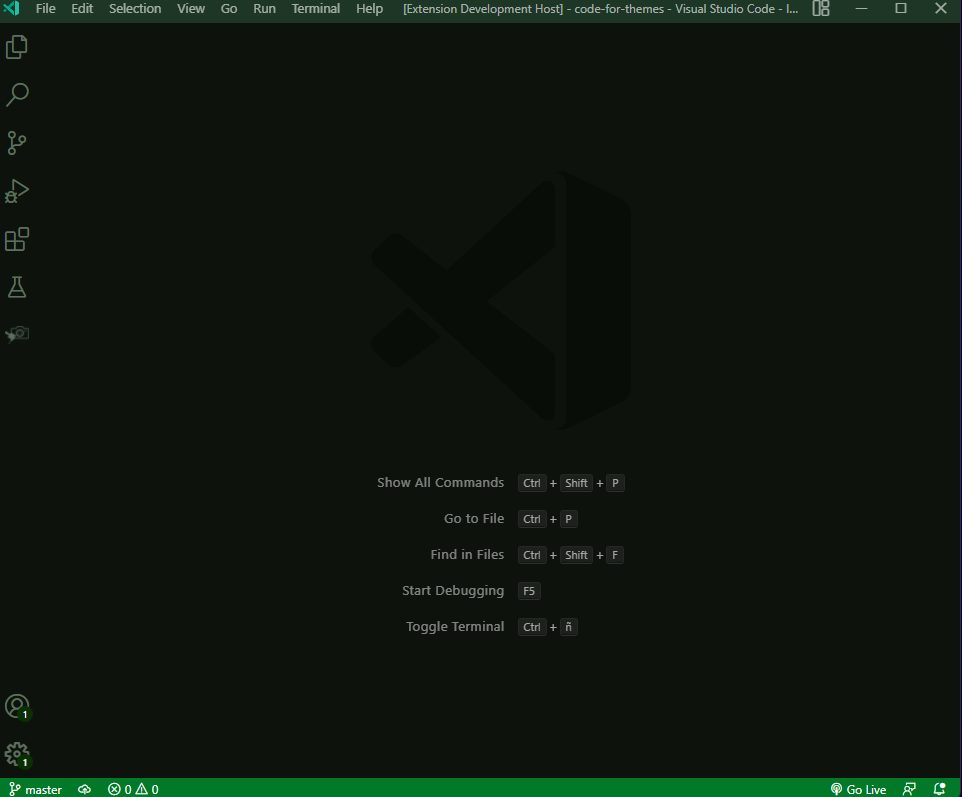 File Edit Selection View Go Run Terminal Help [Extension Development Host] - code-for-themes - Visual Studio Code - I...
Show All Commands Ctrl + Shift + P
Go to File Ctrl + P
Find in Files Ctrl + Shift + F
Start Debugging F5
Toggle Terminal Ctrl + ñ
1
1
master 0 0 Go Live